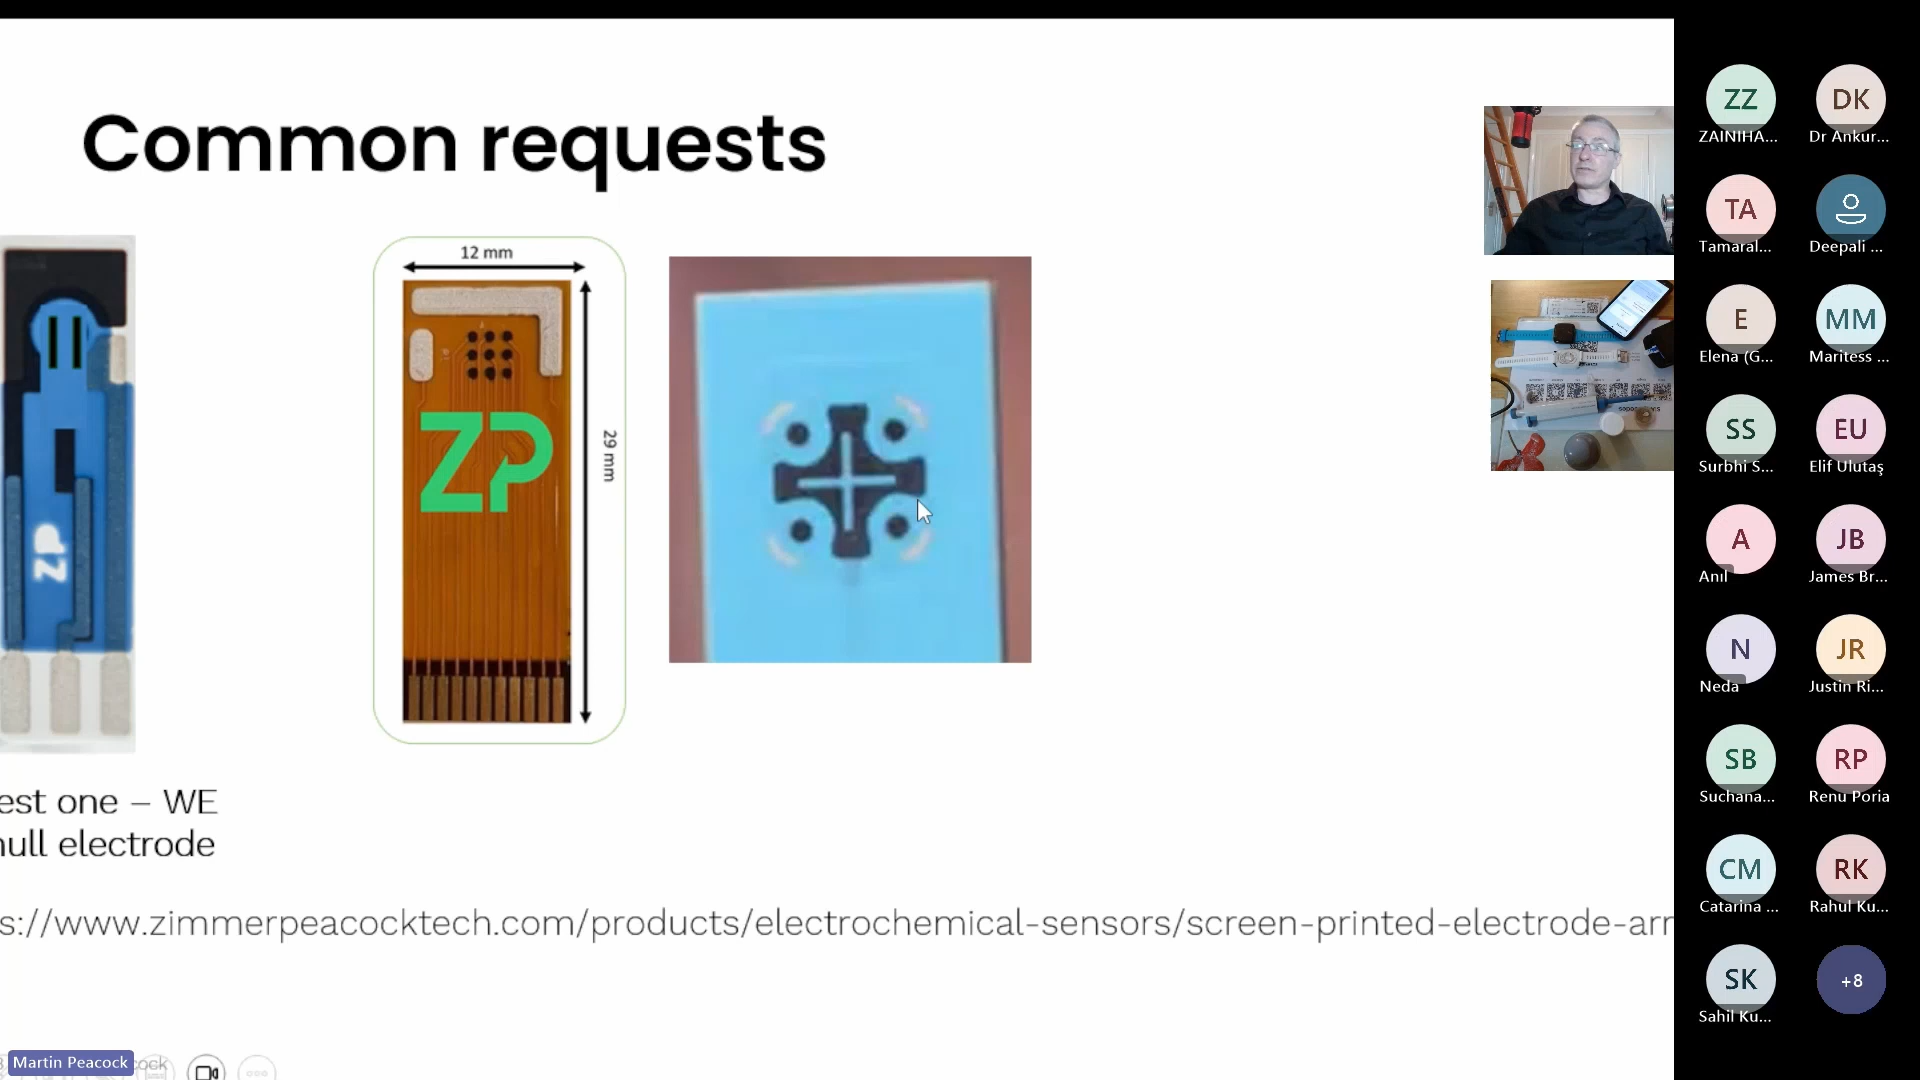 Common requests
12 mm
29 mm
ZP
ZP
est one – WE
null electrode
s://www.zimmerpeacocktech.com/products/electrochemical-sensors/screen-printed-electrode-arr
Martin Peacock
ock
ZZ
ZAINIHA...
DK
Dr Ankur...
TA
Tamaral...
Deepali ...
E
Elena (G...
MM
Maritess ...
SS
Surbhi S...
EU
Elif Ulutaş
A
Anıl
JB
James Br...
N
Neda
JR
Justin Ri...
SB
Suchana...
RP
Renu Poria
CM
Catarina ...
RK
Rahul Ku...
SK
Sahil Ku...
+8